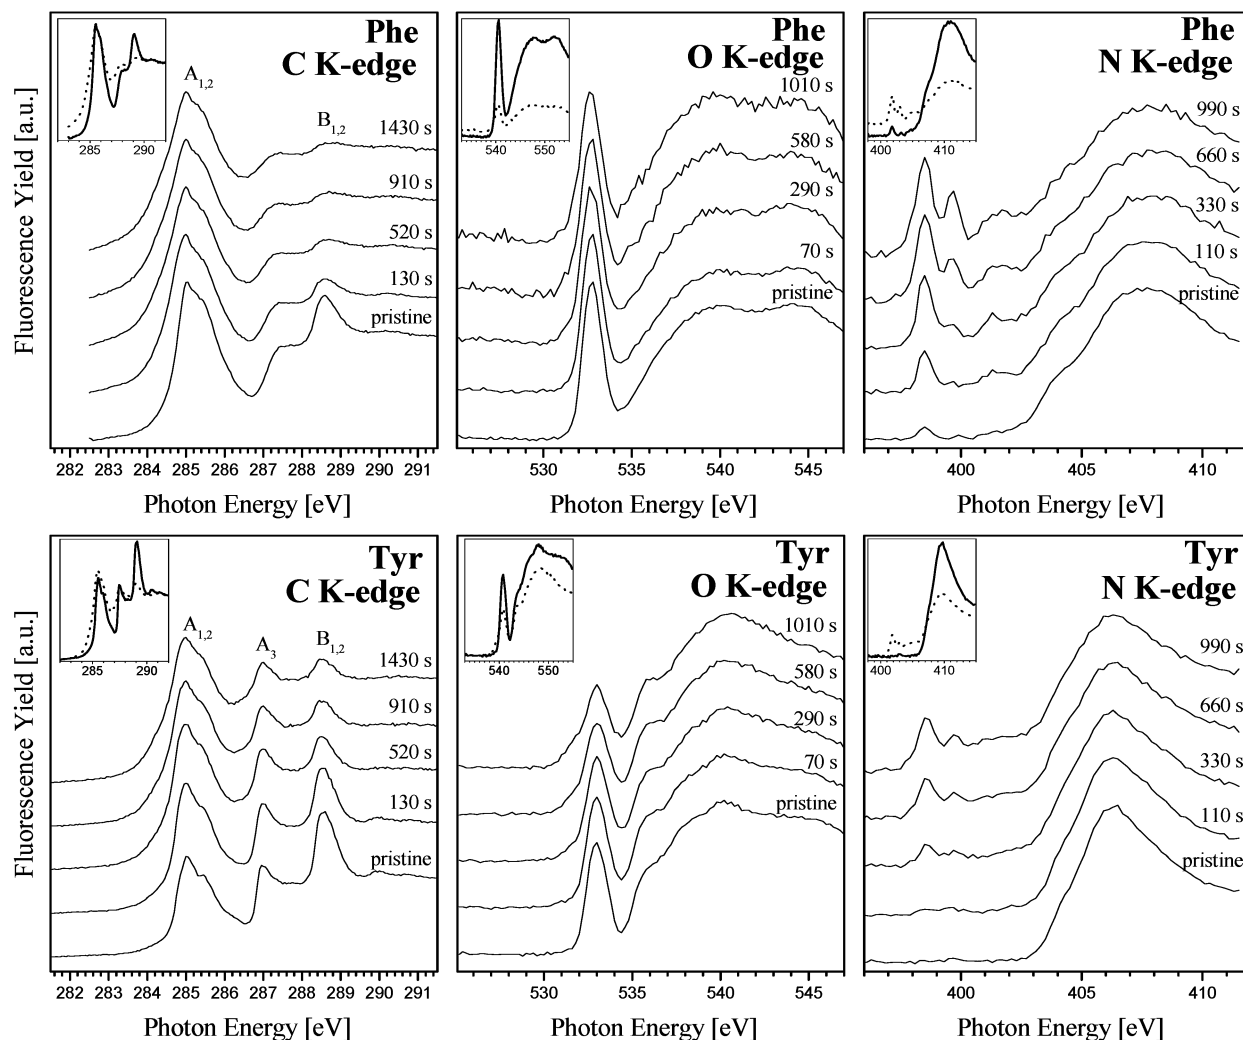 Phe
C K-edge
285 290
A1,2
B1,2
1430 s
910 s
520 s
130 s
pristine
Fluorescence Yield [a.u.]
282 283 284 285 286 287 288 289 290 291
Photon Energy [eV]
Phe
O K-edge
540 550
1010 s
580 s
290 s
70 s
pristine
530 535 540 545
Photon Energy [eV]
Phe
N K-edge
400 410
990 s
660 s
330 s
110 s
pristine
400 405 410
Photon Energy [eV]
Tyr
C K-edge
285 290
A1,2
A3
B1,2
1430 s
910 s
520 s
130 s
pristine
Fluorescence Yield [a.u.]
282 283 284 285 286 287 288 289 290 291
Photon Energy [eV]
Tyr
O K-edge
540 550
1010 s
580 s
290 s
70 s
pristine
530 535 540 545
Photon Energy [eV]
Tyr
N K-edge
400 410
990 s
660 s
330 s
110 s
pristine
400 405 410
Photon Energy [eV]